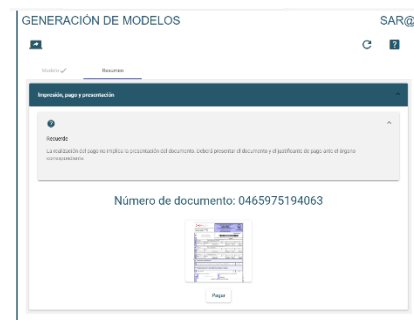 GENERACIÓN DE MODELOS
SAR@
?
Modelo
Resumen
Impresión, pago y presentación
?
Recuerde
La realización del pago no implica la presentación del documento. Deberá presentar el documento y el justificante de pago ante el órgano
correspondiente.
Número de documento: 0465975194063
Pagar